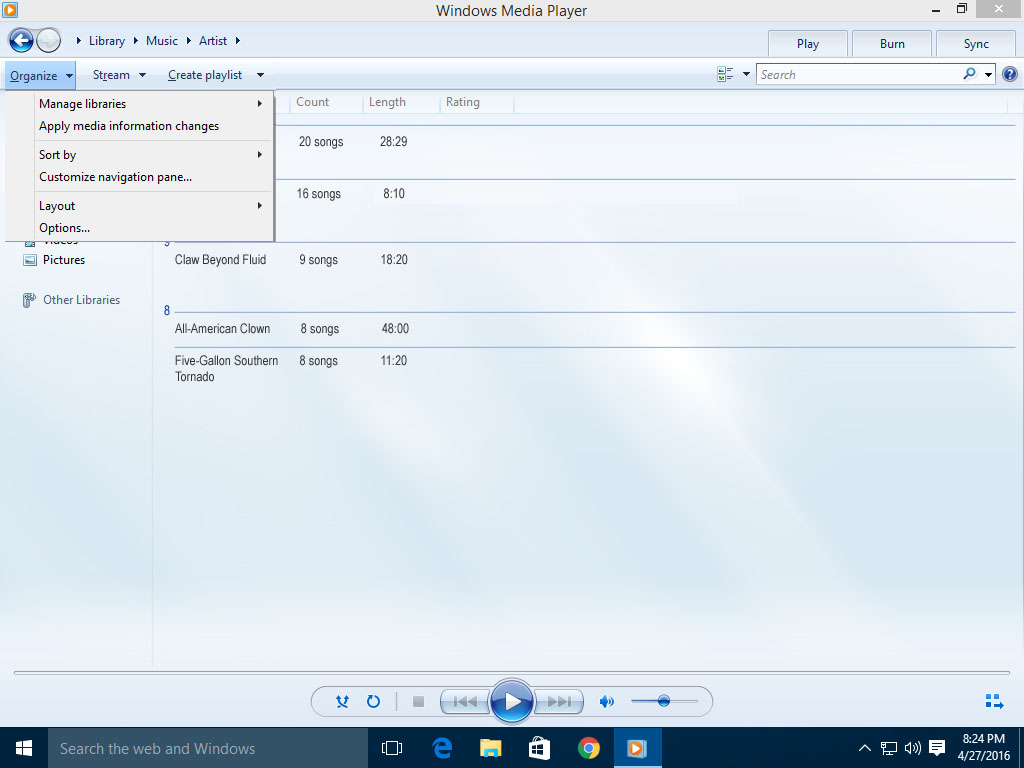 Windows Media Player
Library Music Artist
Play Burn Sync
Organize Stream Create playlist
Search
Manage libraries
Apply media information changes
Sort by
Customize navigation pane...
Layout
Options...
Count Length Rating
20 songs 28:29
16 songs 8:10
Videos
9
Pictures
Claw Beyond Fluid 9 songs 18:20
Other Libraries
8
All-American Clown 8 songs 48:00
Five-Gallon Southern 8 songs 11:20
Tornado
Search the web and Windows
8:24 PM
4/27/2016